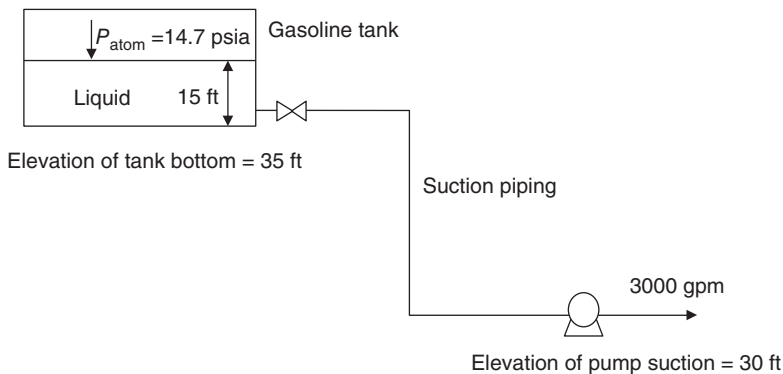 Gasoline tank
P atom =14.7 psia
Liquid
15 ft
Elevation of tank bottom = 35 ft
Suction piping
3000 gpm
Elevation of pump suction = 30 ft